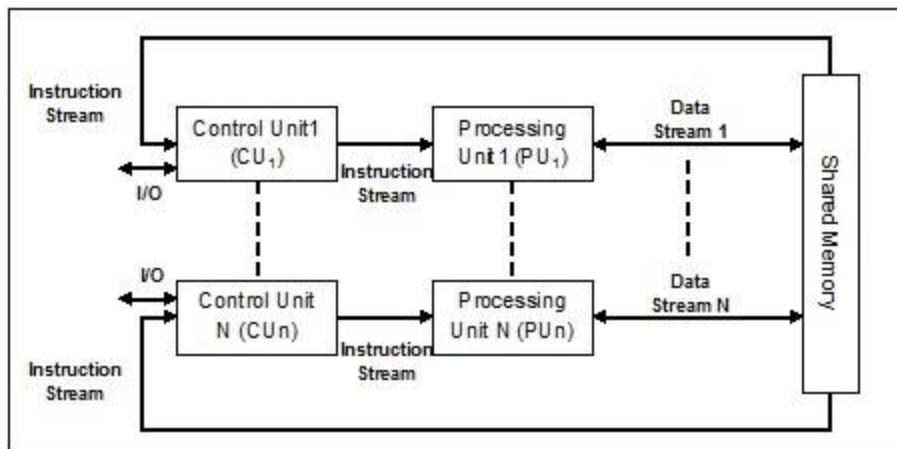 Instruction
Stream
Control Unit1
(CU₁)
I/O
Instruction
Stream
Processing
Unit 1 (PU₁)
Data
Stream 1
Shared Memory
I/O
Control Unit
N (CUn)
Instruction
Stream
Instruction
Stream
Processing
Unit N (PUn)
Data
Stream N